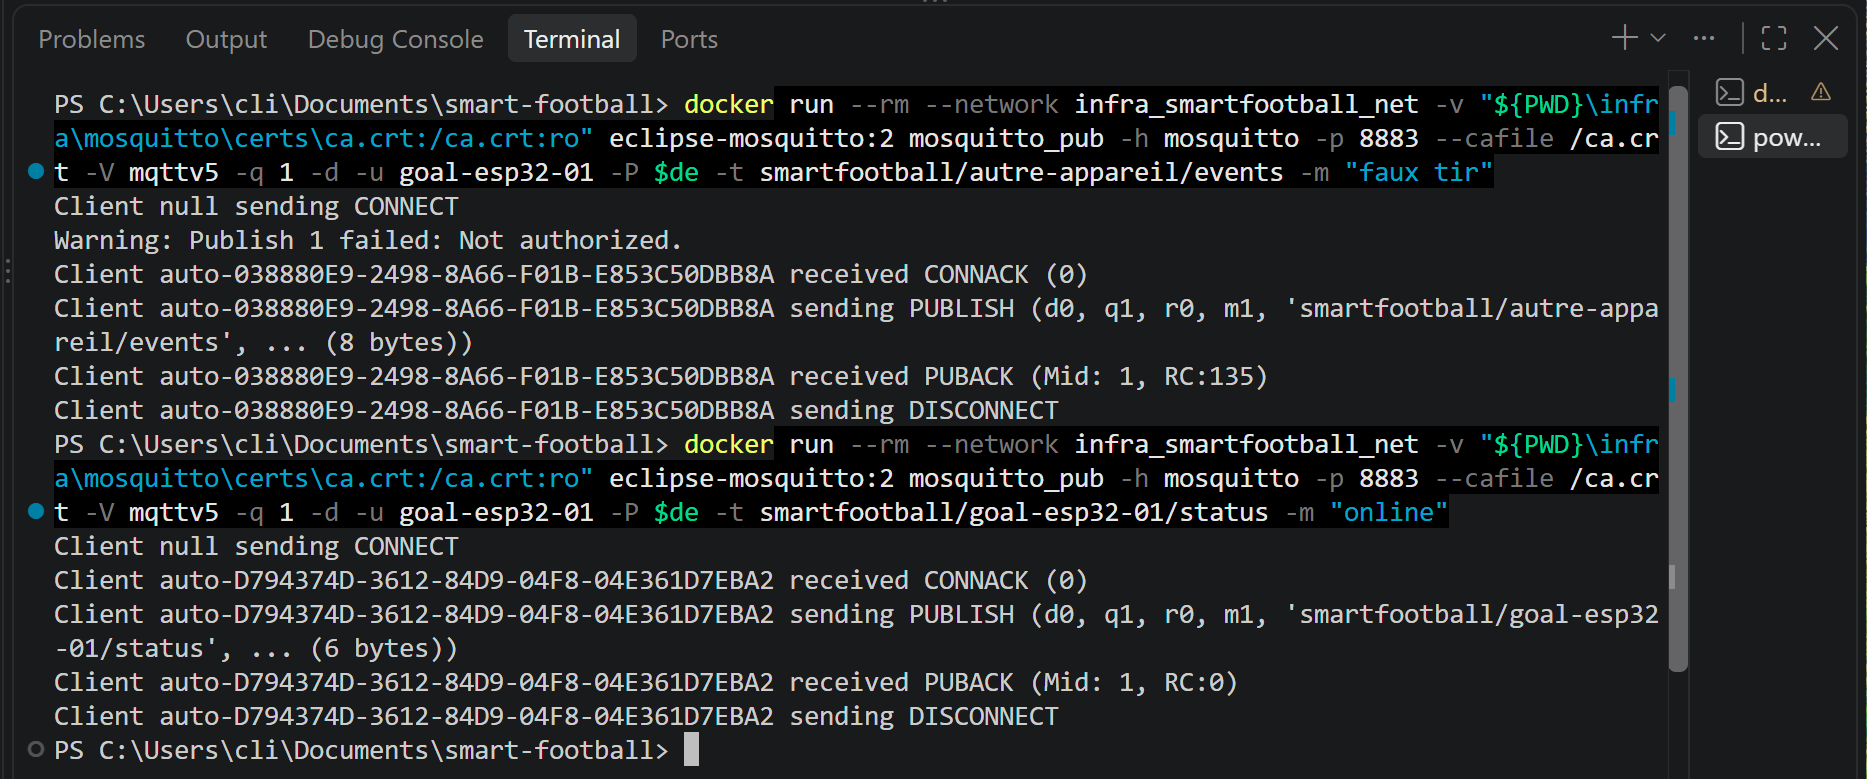 Problems Output Debug Console Terminal Ports
PS C:\Users\cli\Documents\smart-football> docker run --rm --network infra_smartfootball_net -v "${PWD}\infr
a\mosquitto\certs\ca.crt:/ca.crt:ro" eclipse-mosquitto:2 mosquitto_pub -h mosquitto -p 8883 --cafile /ca.cr
t -V mqttv5 -q 1 -d -u goal-esp32-01 -P $de -t smartfootball/autre-appareil/events -m "faux tir"
Client null sending CONNECT
Warning: Publish 1 failed: Not authorized.
Client auto-038880E9-2498-8A66-F01B-E853C50DBB8A received CONNACK (0)
Client auto-038880E9-2498-8A66-F01B-E853C50DBB8A sending PUBLISH (d0, q1, r0, m1, 'smartfootball/autre-appa
reil/events', ... (8 bytes))
Client auto-038880E9-2498-8A66-F01B-E853C50DBB8A received PUBACK (Mid: 1, RC:135)
Client auto-038880E9-2498-8A66-F01B-E853C50DBB8A sending DISCONNECT
PS C:\Users\cli\Documents\smart-football> docker run --rm --network infra_smartfootball_net -v "${PWD}\infr
a\mosquitto\certs\ca.crt:/ca.crt:ro" eclipse-mosquitto:2 mosquitto_pub -h mosquitto -p 8883 --cafile /ca.cr
t -V mqttv5 -q 1 -d -u goal-esp32-01 -P $de -t smartfootball/goal-esp32-01/status -m "online"
Client null sending CONNECT
Client auto-D794374D-3612-84D9-04F8-04E361D7EBA2 received CONNACK (0)
Client auto-D794374D-3612-84D9-04F8-04E361D7EBA2 sending PUBLISH (d0, q1, r0, m1, 'smartfootball/goal-esp32
-01/status', ... (6 bytes))
Client auto-D794374D-3612-84D9-04F8-04E361D7EBA2 received PUBACK (Mid: 1, RC:0)
Client auto-D794374D-3612-84D9-04F8-04E361D7EBA2 sending DISCONNECT
PS C:\Users\cli\Documents\smart-football>
d...
pow...